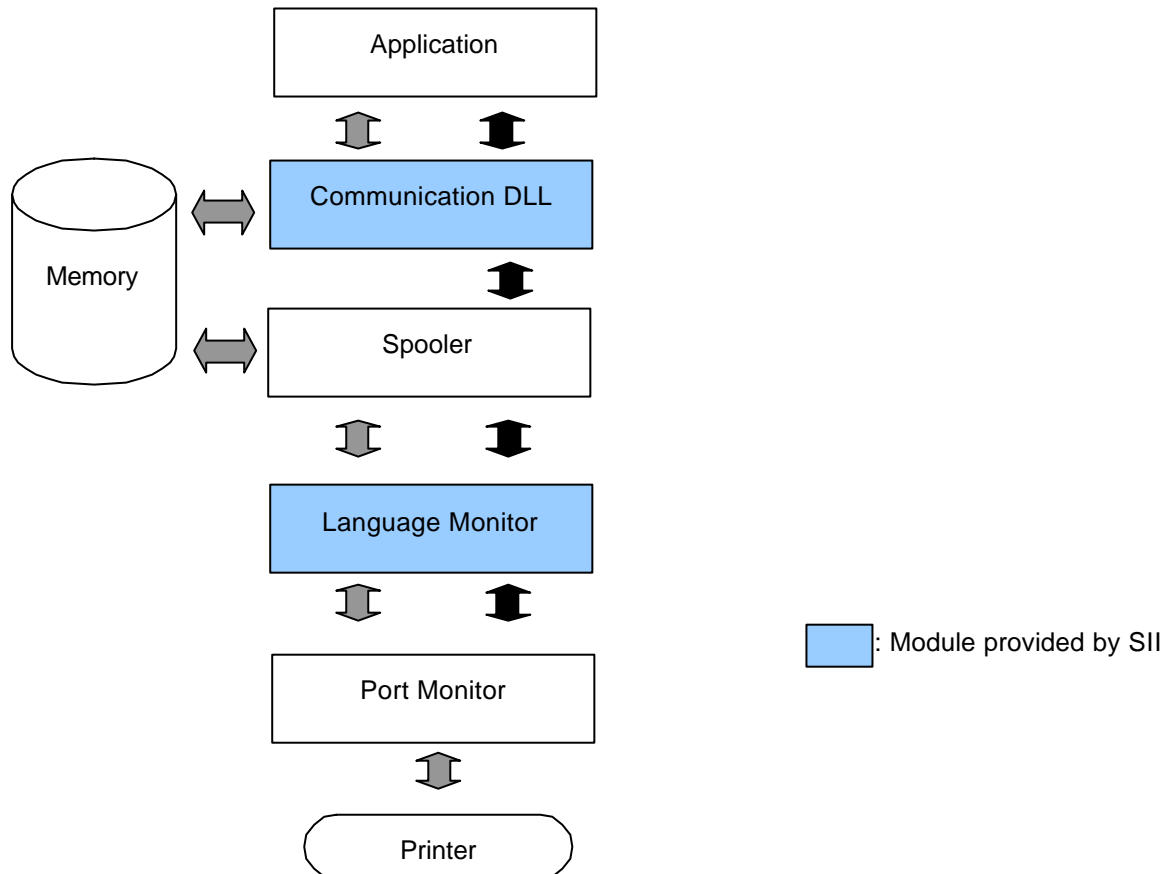 Application
Communication DLL
Memory
Spooler
Language Monitor
: Module provided by SII
Port Monitor
Printer